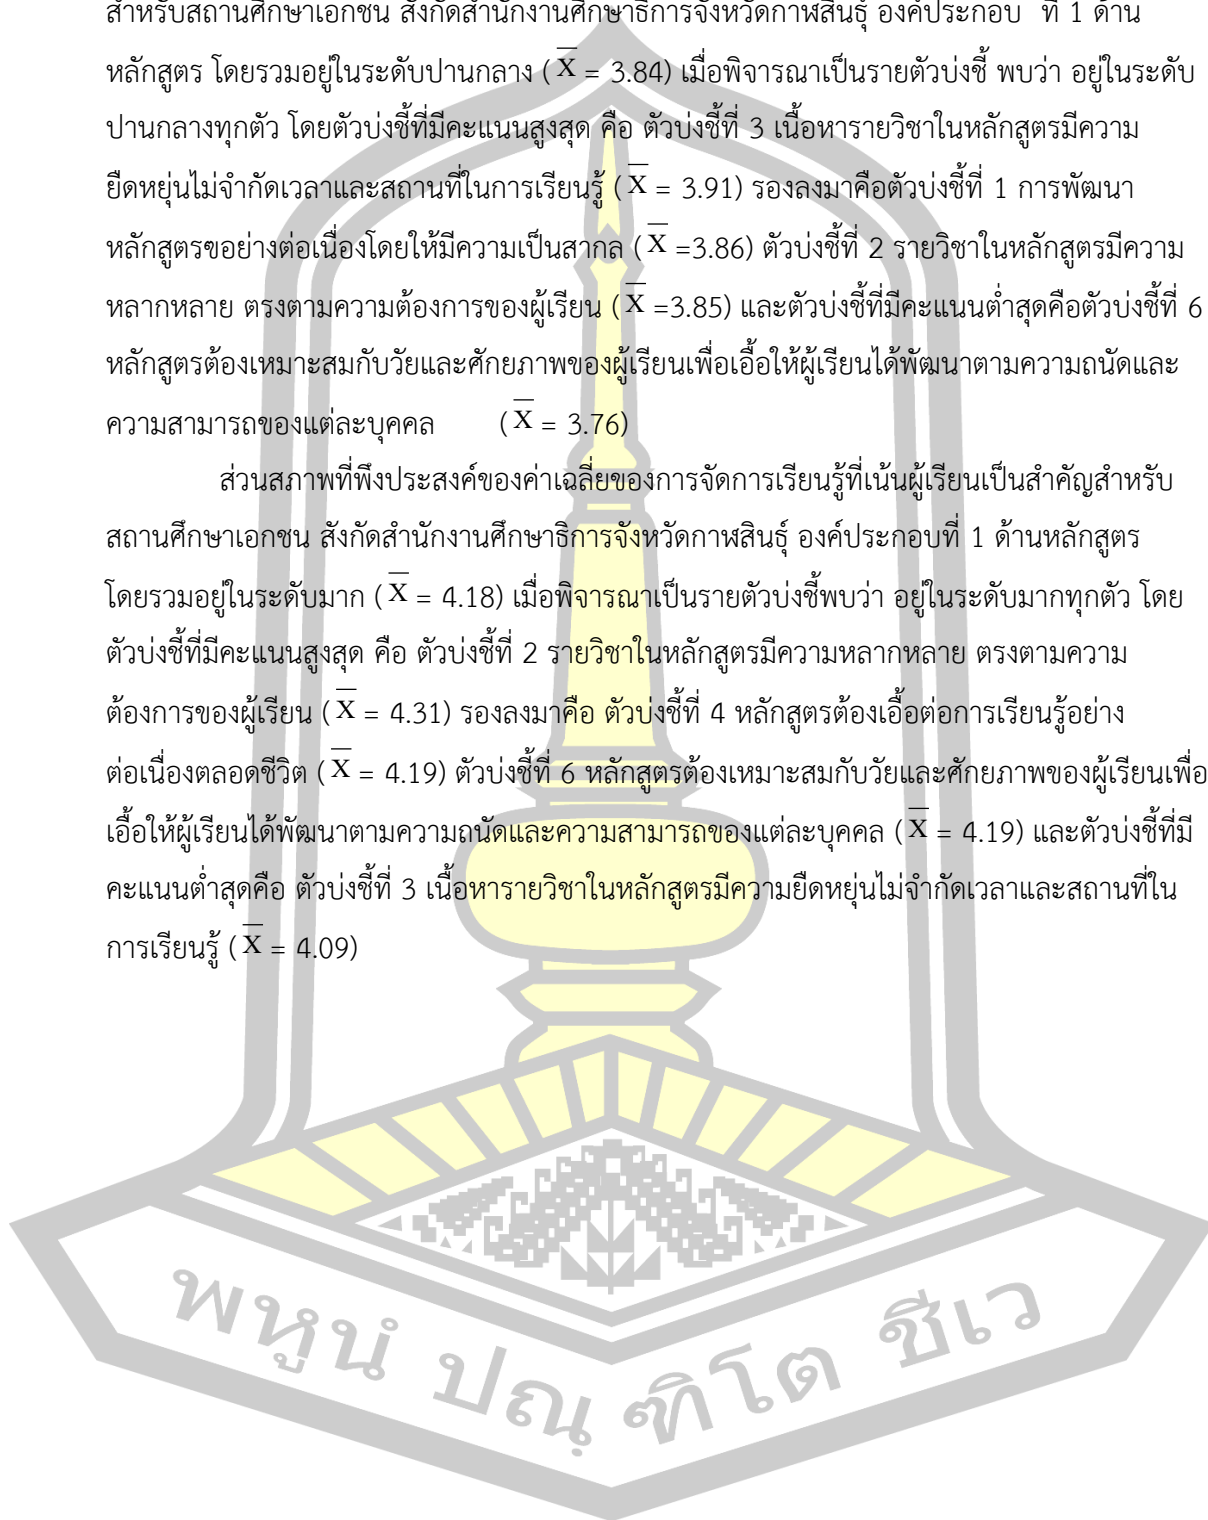 สำหรับสถานศึกษาเอกชน สังกัดสำนักงานศึกษาธิการจังหวัดกาฬสินธุ์ องค์ประกอบ ที่ 1 ด้าน
หลักสูตร โดยรวมอยู่ในระดับปานกลาง ( X̅ = 3.84) เมื่อพิจารณาเป็นรายตัวบ่งชี้ พบว่า อยู่ในระดับ
ปานกลางทุกตัว โดยตัวบ่งชี้ที่มีคะแนนสูงสุด คือ ตัวบ่งชี้ที่ 3 เนื้อหารายวิชาในหลักสูตรมีความ
ยืดหยุ่นไม่จำกัดเวลาและสถานที่ในการเรียนรู้ ( X̅ = 3.91) รองลงมาคือตัวบ่งชี้ที่ 1 การพัฒนา
หลักสูตรฃอย่างต่อเนื่องโดยให้มีความเป็นสากล ( X̅ =3.86) ตัวบ่งชี้ที่ 2 รายวิชาในหลักสูตรมีความ
หลากหลาย ตรงตามความต้องการของผู้เรียน ( X̅ =3.85) และตัวบ่งชี้ที่มีคะแนนต่ำสุดคือตัวบ่งชี้ที่ 6
หลักสูตรต้องเหมาะสมกับวัยและศักยภาพของผู้เรียนเพื่อเอื้อให้ผู้เรียนได้พัฒนาตามความถนัดและ
ความสามารถของแต่ละบุคคล ( X̅ = 3.76)
ส่วนสภาพที่พึงประสงค์ของค่าเฉลี่ยของการจัดการเรียนรู้ที่เน้นผู้เรียนเป็นสำคัญสำหรับ
สถานศึกษาเอกชน สังกัดสำนักงานศึกษาธิการจังหวัดกาฬสินธุ์ องค์ประกอบที่ 1 ด้านหลักสูตร
โดยรวมอยู่ในระดับมาก ( X̅ = 4.18) เมื่อพิจารณาเป็นรายตัวบ่งชี้พบว่า อยู่ในระดับมากทุกตัว โดย
ตัวบ่งชี้ที่มีคะแนนสูงสุด คือ ตัวบ่งชี้ที่ 2 รายวิชาในหลักสูตรมีความหลากหลาย ตรงตามความ
ต้องการของผู้เรียน ( X̅ = 4.31) รองลงมาคือ ตัวบ่งชี้ที่ 4 หลักสูตรต้องเอื้อต่อการเรียนรู้อย่าง
ต่อเนื่องตลอดชีวิต ( X̅ = 4.19) ตัวบ่งชี้ที่ 6 หลักสูตรต้องเหมาะสมกับวัยและศักยภาพของผู้เรียนเพื่อ
เอื้อให้ผู้เรียนได้พัฒนาตามความถนัดและความสามารถของแต่ละบุคคล ( X̅ = 4.19) และตัวบ่งชี้ที่มี
คะแนนต่ำสุดคือ ตัวบ่งชี้ที่ 3 เนื้อหารายวิชาในหลักสูตรมีความยืดหยุ่นไม่จำกัดเวลาและสถานที่ใน
การเรียนรู้ ( X̅ = 4.09)
พหูนํ ปณฺฑิโต ชีเว